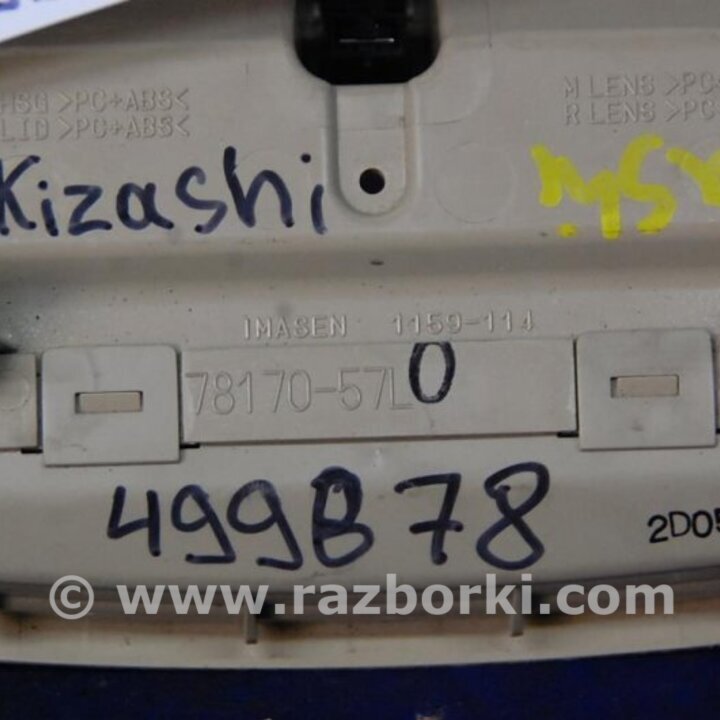 HSG >PC+ABS<
LID >PC+ABS<
M LENS >PC
R LENS >PC
Kizashi
IMASEN 1159-114
78170-57L0
499878
2D05
© www.razborki.com